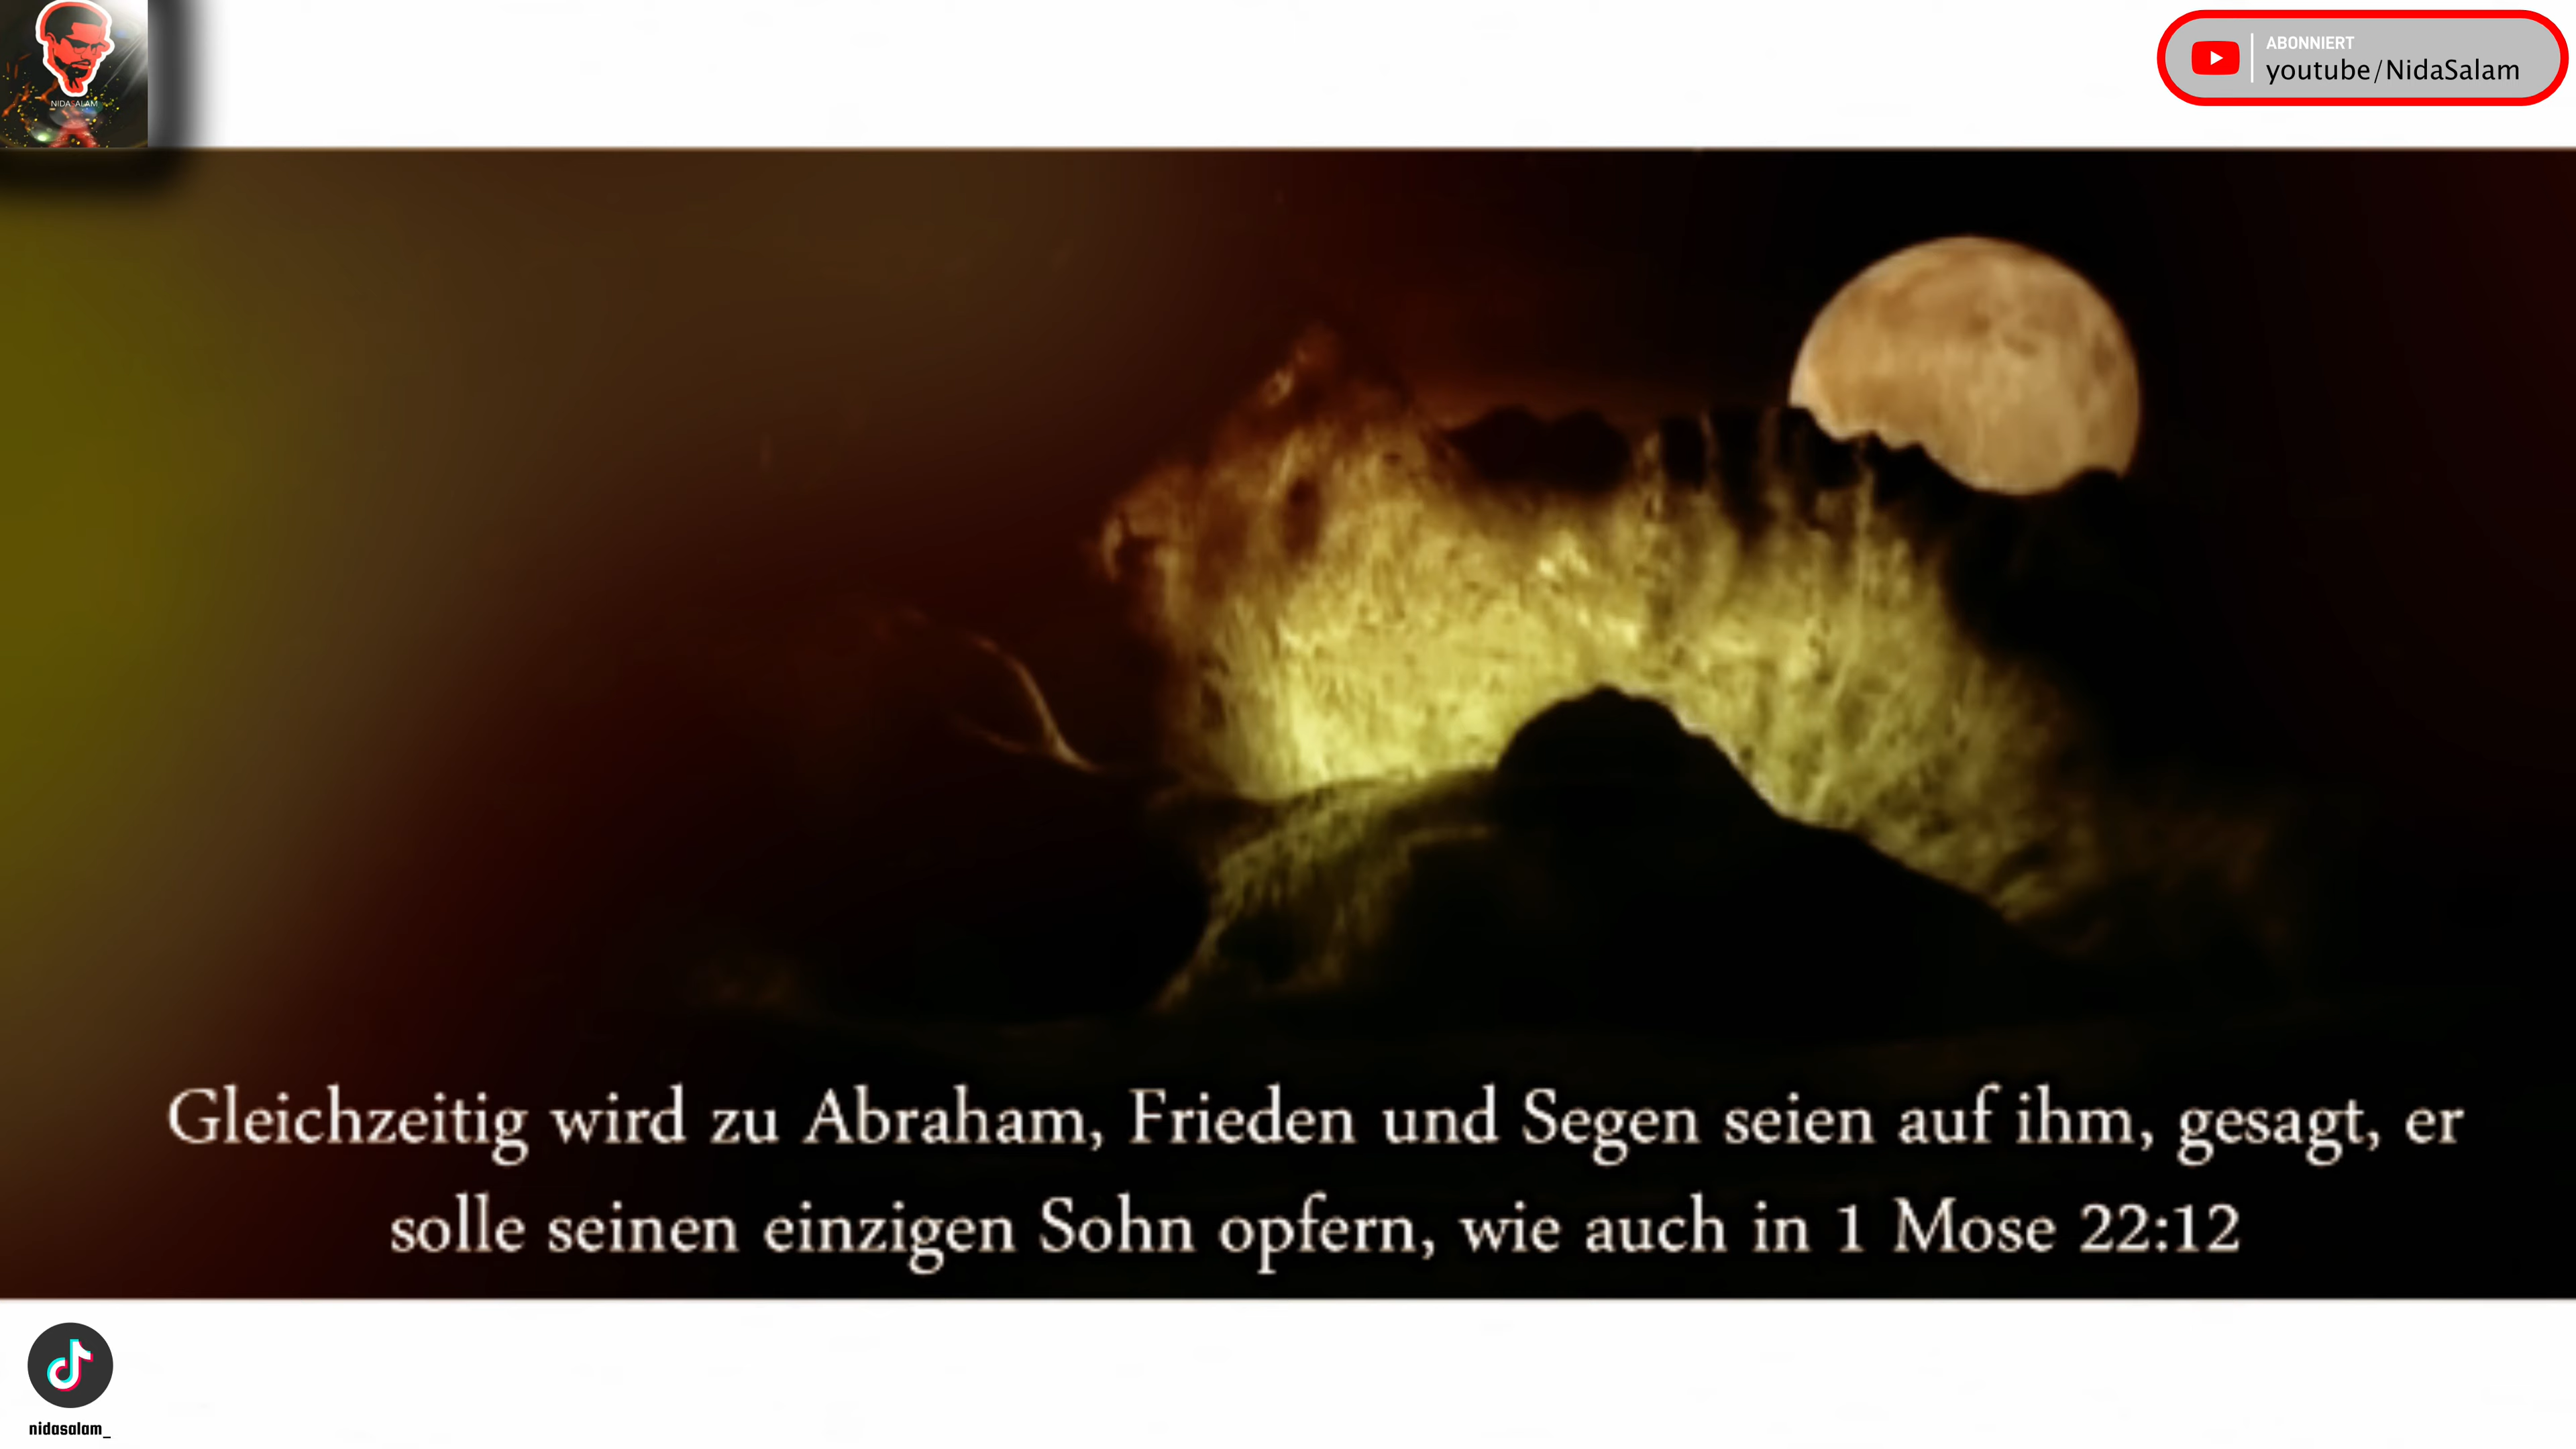 NIDASALAM
ABONNIERT
youtube/NidaSalam
Gleichzeitig wird zu Abraham, Frieden und Segen seien auf ihm, gesagt, er
solle seinen einzigen Sohn opfern, wie auch in 1 Mose 22:12
nidasalam_